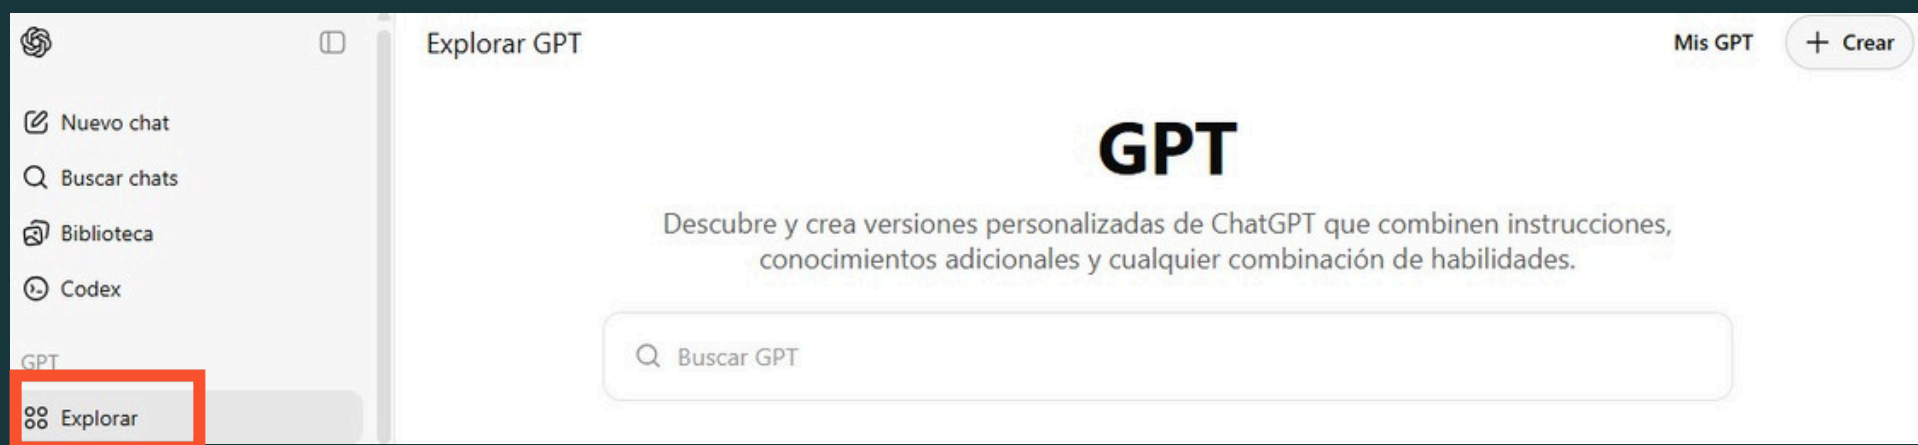 Explorar GPT
Mis GPT
+ Crear
Nuevo chat
Buscar chats
Biblioteca
Codex
GPT
Explorar
GPT
Descubre y crea versiones personalizadas de ChatGPT que combinen instrucciones,
conocimientos adicionales y cualquier combinación de habilidades.
Buscar GPT